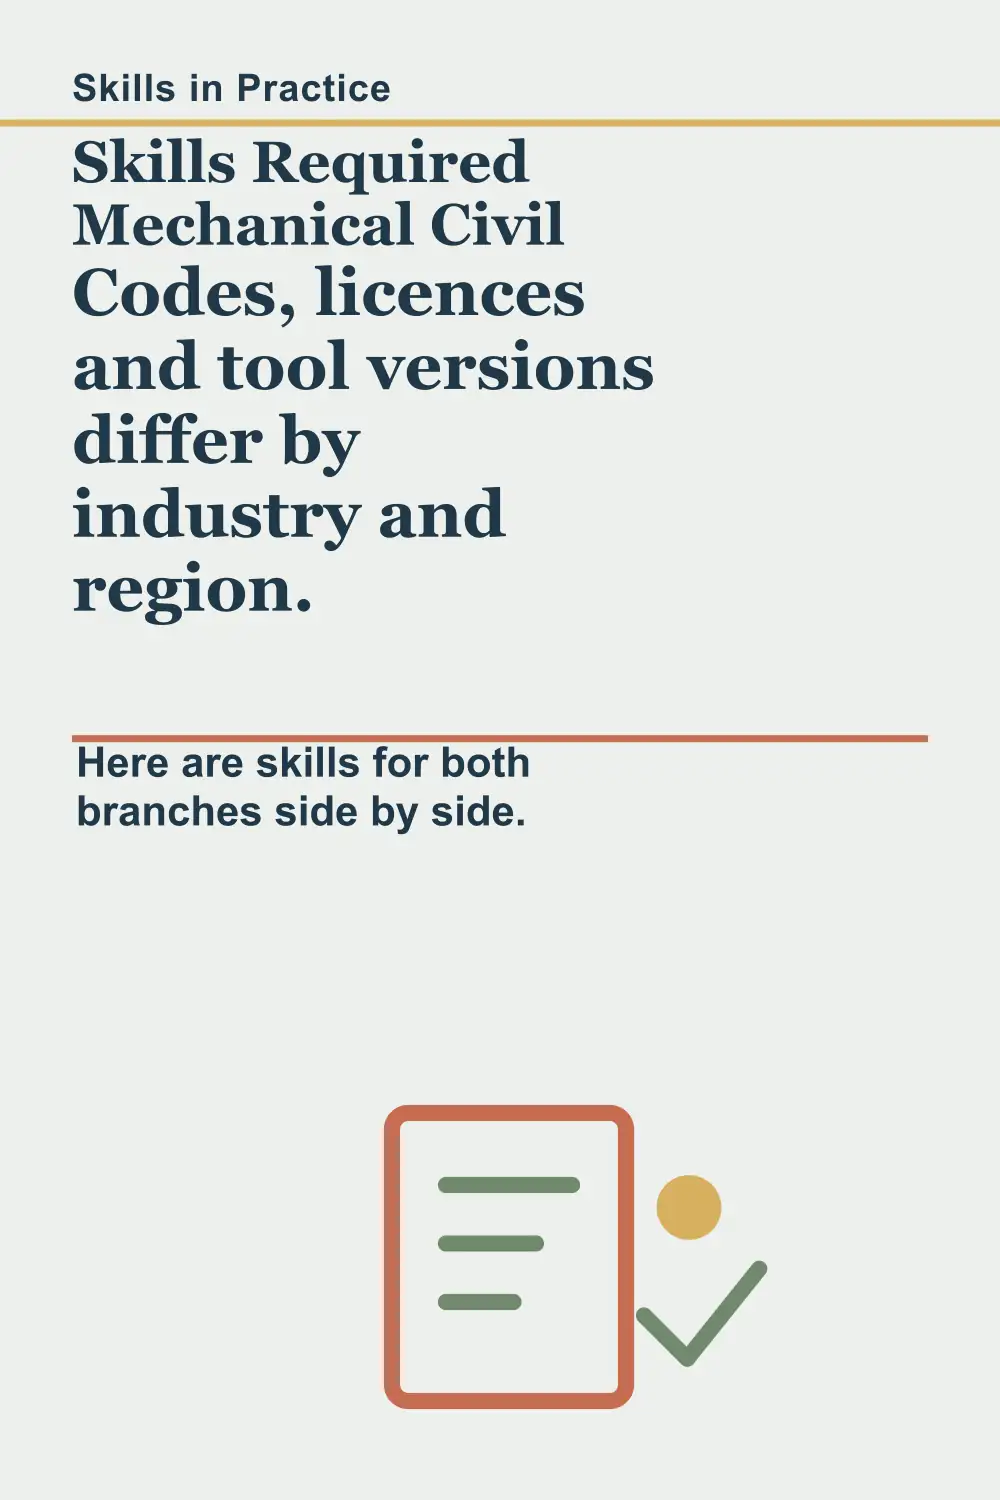 Skills in Practice
Skills Required
Mechanical Civil
Codes, licences
and tool versions
differ by
industry and
region.
Here are skills for both
branches side by side.